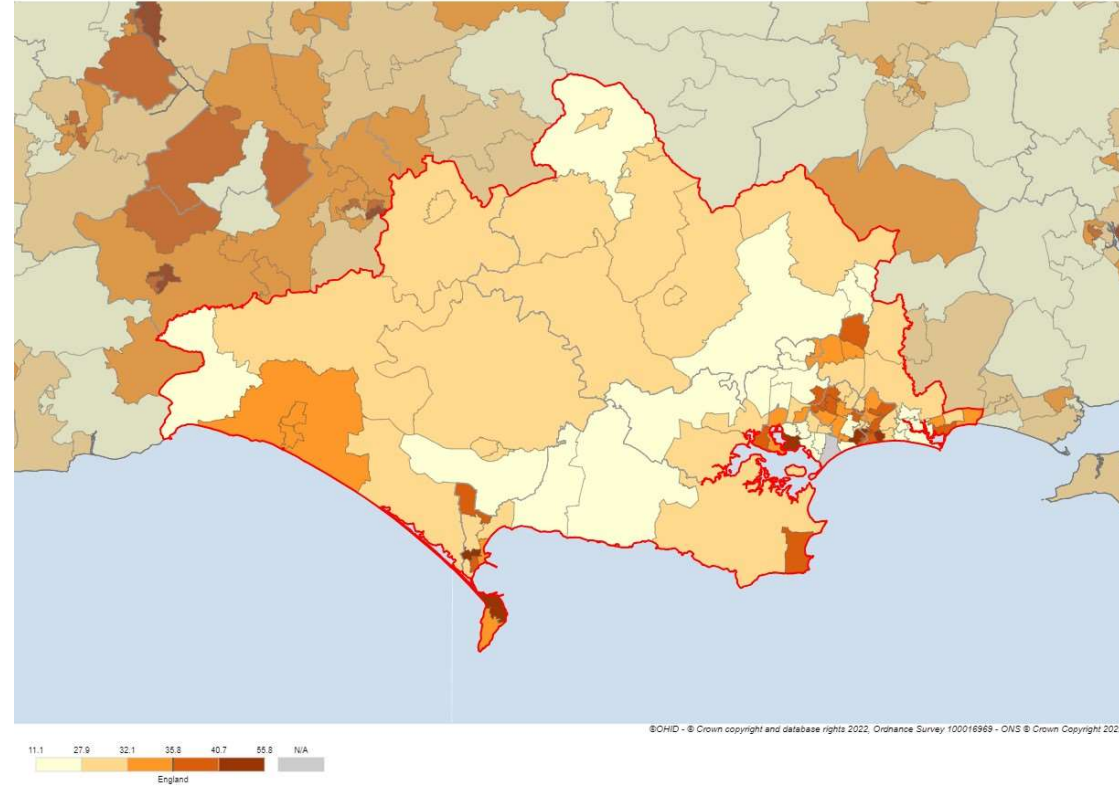 ©OHID - © Crown copyright and database rights 2022, Ordnance Survey 100016969 - ONS © Crown Copyright 202
11.1 27.9 32.1 35.8 40.7 55.8 N/A
England